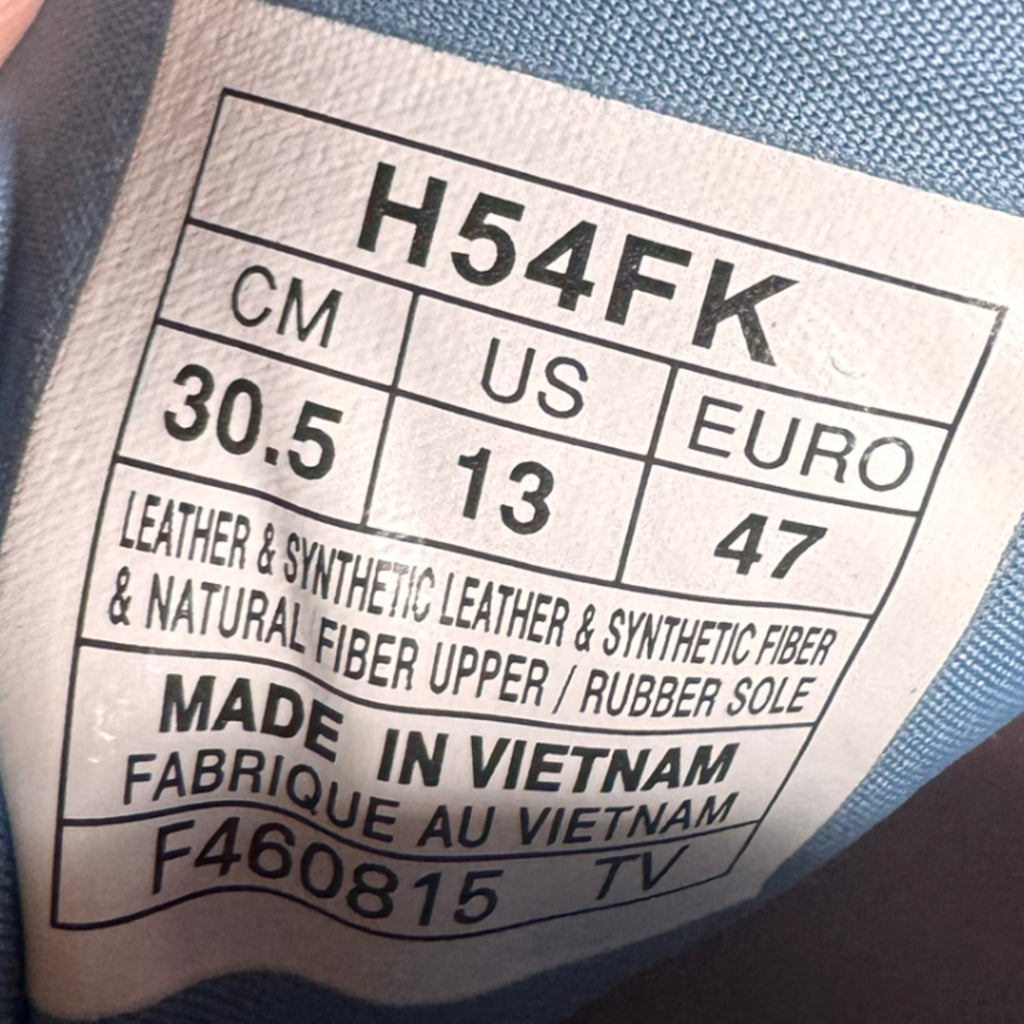 H54FK
CM US EURO
30.5 13 47
LEATHER & SYNTHETIC LEATHER & SYNTHETIC FIBER
& NATURAL FIBER UPPER / RUBBER SOLE
MADE IN VIETNAM
FABRIQUE AU VIETNAM
F460815 TV